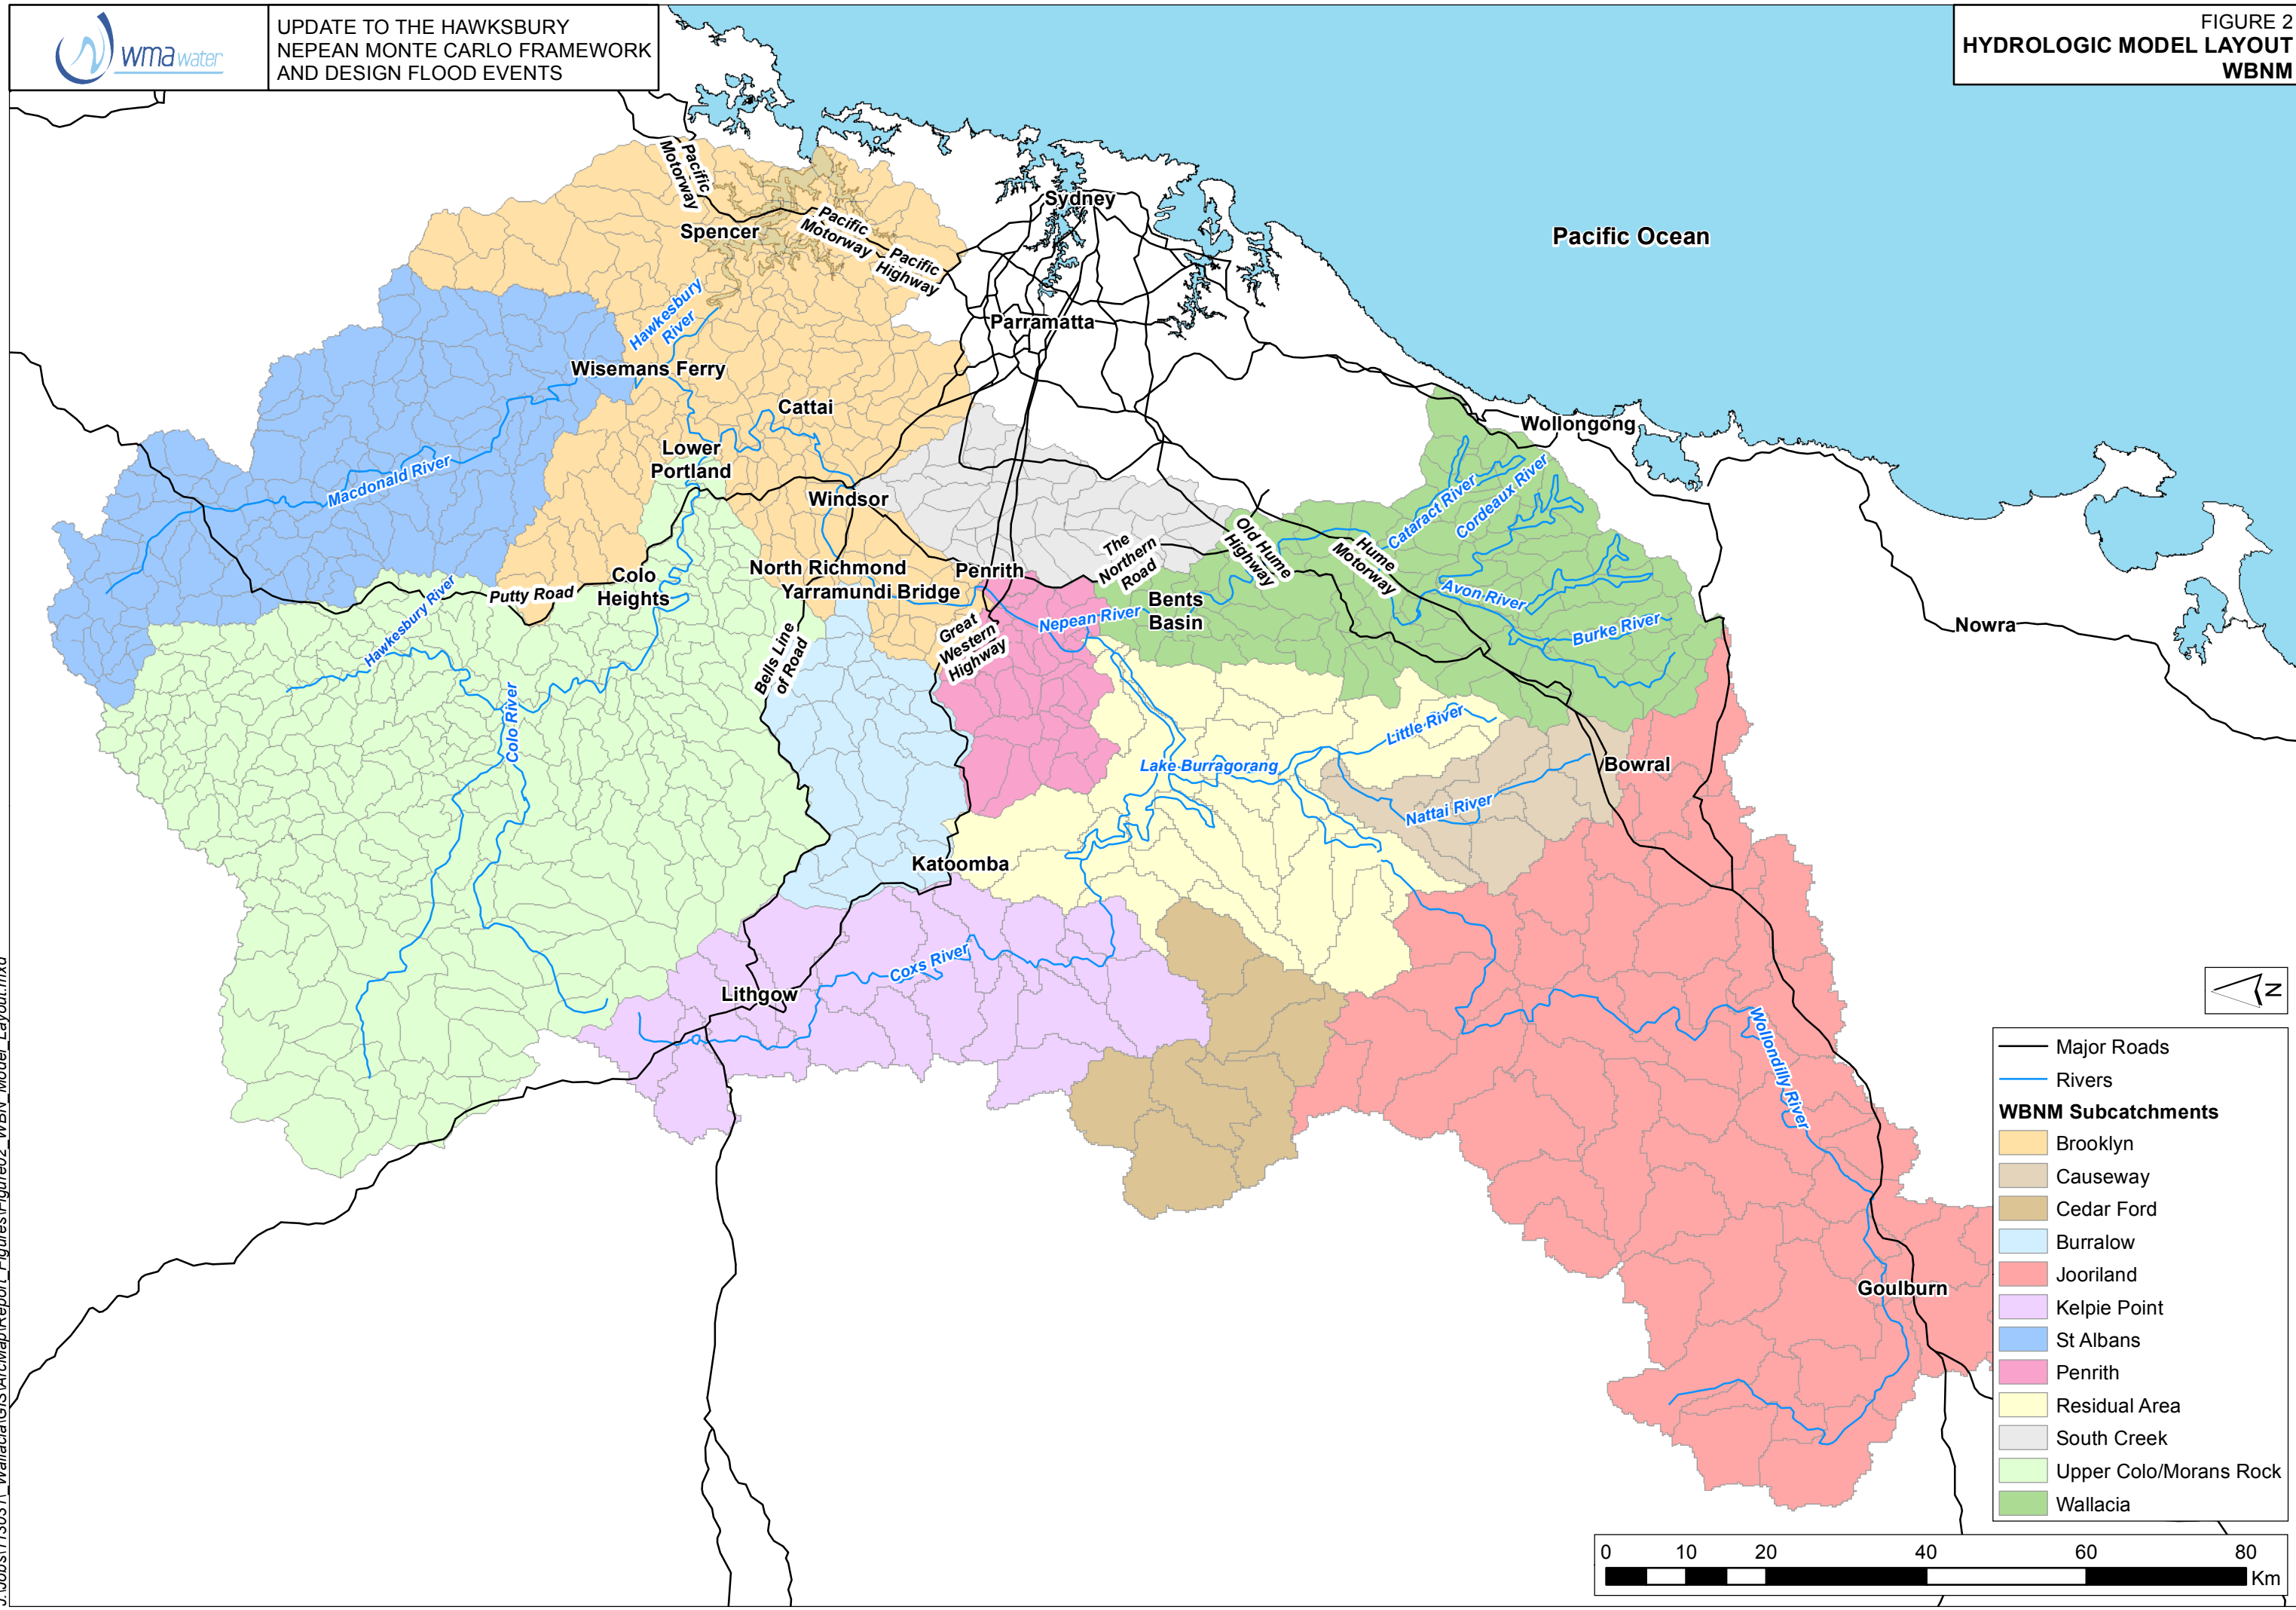 wma water
UPDATE TO THE HAWKSBURY
NEPEAN MONTE CARLO FRAMEWORK
AND DESIGN FLOOD EVENTS
FIGURE 2
HYDROLOGIC MODEL LAYOUT
WBNM
Pacific
Motorway
Sydney
Spencer
Pacific
Motorway
Pacific
Highway
Pacific Ocean
Hawkesbury
River
Parramatta
Wisemans Ferry
Cattai
Wollongong
Lower
Portland
Macdonald River
Windsor
Cataract River
Cordeaux River
Old Hume
Highway
Hume
Motorway
The
Northern
Road
North Richmond
Penrith
Yarramundi Bridge
Colo
Heights
Putty Road
Hawkesbury River
Bents
Basin
Avon River
Nepean River
Burke River
Nowra
Great
Western
Highway
Bells Line
of Road
Colo River
Little River
Lake Burragorang
Bowral
Nattai River
Katoomba
Coxs River
Lithgow
Wollondilly River
Goulburn
N
Major Roads
Rivers
WBNM Subcatchments
Brooklyn
Causeway
Cedar Ford
Burralow
Jooriland
Kelpie Point
St Albans
Penrith
Residual Area
South Creek
Upper Colo/Morans Rock
Wallacia
0 10 20 40 60 80
Km